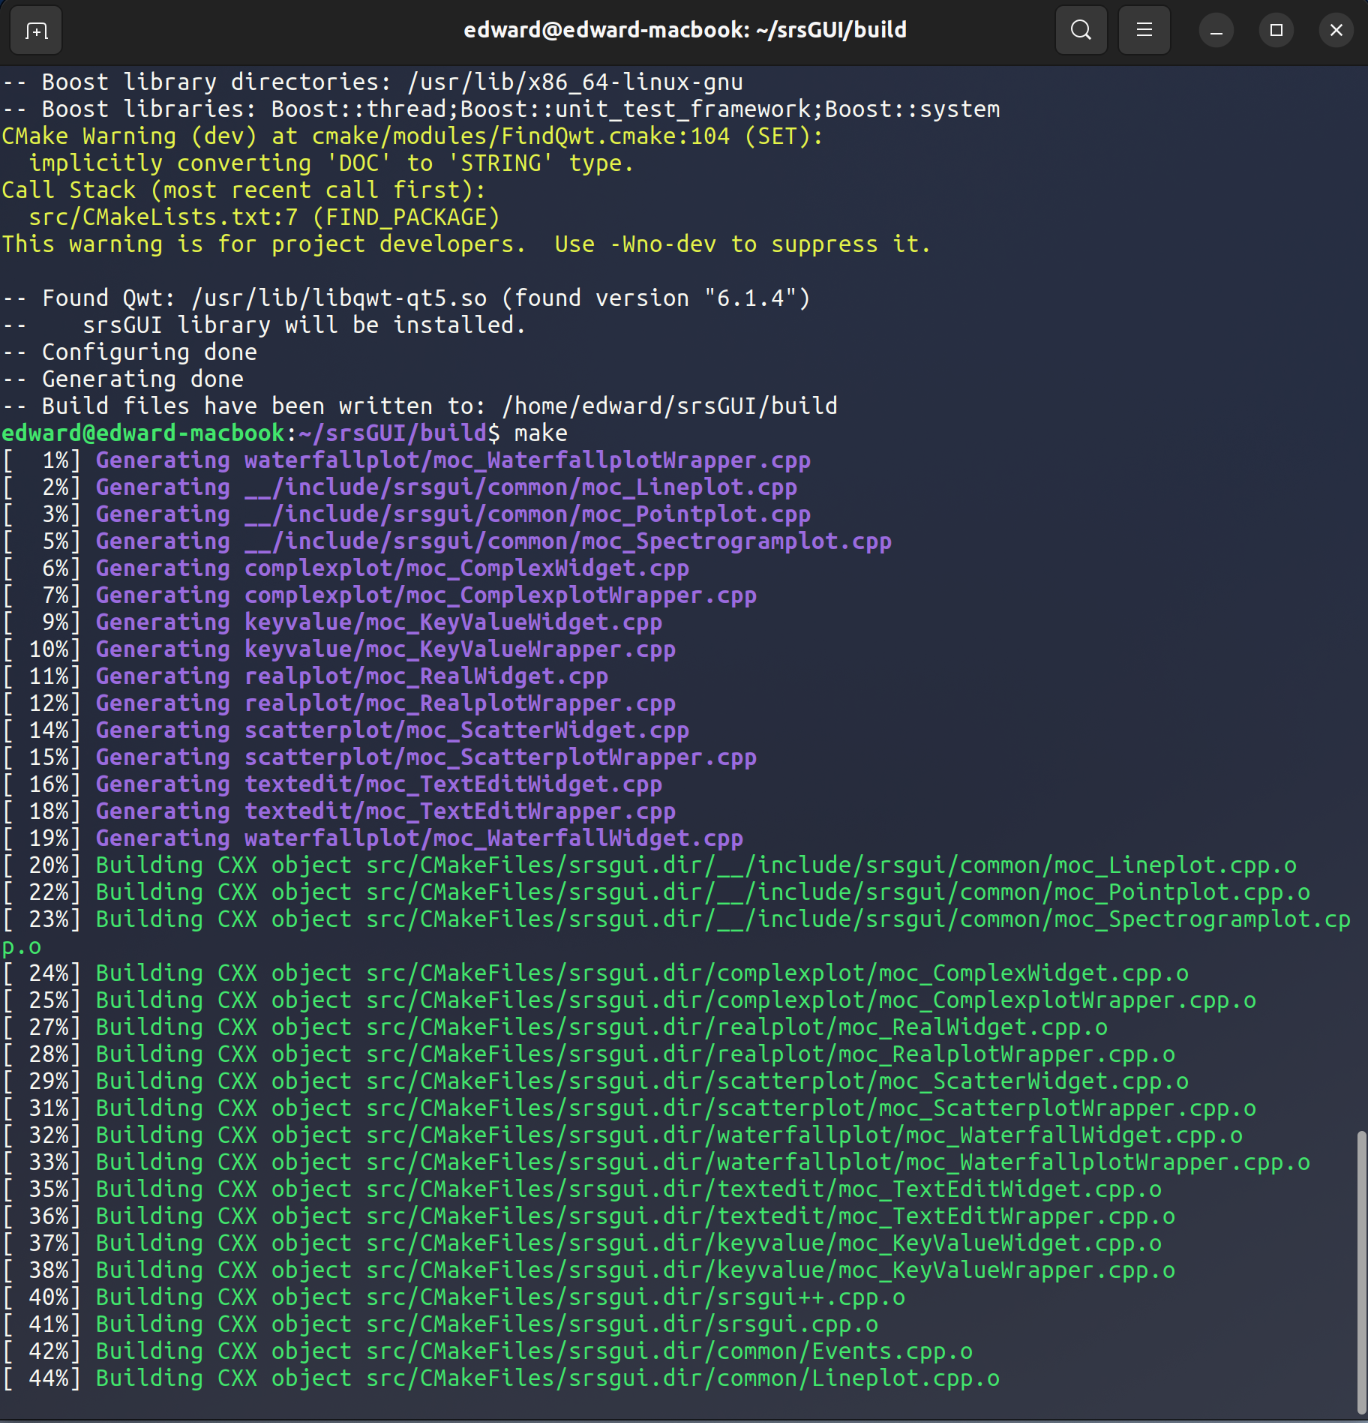 edward@edward-macbook: ~/srsGUI/build
-- Boost library directories: /usr/lib/x86_64-linux-gnu
-- Boost libraries: Boost::thread;Boost::unit_test_framework;Boost::system
CMake Warning (dev) at cmake/modules/FindQwt.cmake:104 (SET):
  implicitly converting 'DOC' to 'STRING' type.
Call Stack (most recent call first):
  src/CMakeLists.txt:7 (FIND_PACKAGE)
This warning is for project developers.  Use -Wno-dev to suppress it.

-- Found Qwt: /usr/lib/libqwt-qt5.so (found version "6.1.4")
--    srsGUI library will be installed.
-- Configuring done
-- Generating done
-- Build files have been written to: /home/edward/srsGUI/build
edward@edward-macbook:~/srsGUI/build$ make
[  1%] Generating waterfallplot/moc_WaterfallplotWrapper.cpp
[  2%] Generating __/include/srsgui/common/moc_Lineplot.cpp
[  3%] Generating __/include/srsgui/common/moc_Pointplot.cpp
[  5%] Generating __/include/srsgui/common/moc_Spectrogramplot.cpp
[  6%] Generating complexplot/moc_ComplexWidget.cpp
[  7%] Generating complexplot/moc_ComplexplotWrapper.cpp
[  9%] Generating keyvalue/moc_KeyValueWidget.cpp
[ 10%] Generating keyvalue/moc_KeyValueWrapper.cpp
[ 11%] Generating realplot/moc_RealWidget.cpp
[ 12%] Generating realplot/moc_RealplotWrapper.cpp
[ 14%] Generating scatterplot/moc_ScatterWidget.cpp
[ 15%] Generating scatterplot/moc_ScatterplotWrapper.cpp
[ 16%] Generating textedit/moc_TextEditWidget.cpp
[ 18%] Generating textedit/moc_TextEditWrapper.cpp
[ 19%] Generating waterfallplot/moc_WaterfallWidget.cpp
[ 20%] Building CXX object src/CMakeFiles/srsgui.dir/__/include/srsgui/common/moc_Lineplot.cpp.o
[ 22%] Building CXX object src/CMakeFiles/srsgui.dir/__/include/srsgui/common/moc_Pointplot.cpp.o
[ 23%] Building CXX object src/CMakeFiles/srsgui.dir/__/include/srsgui/common/moc_Spectrogramplot.cp
p.o
[ 24%] Building CXX object src/CMakeFiles/srsgui.dir/complexplot/moc_ComplexWidget.cpp.o
[ 25%] Building CXX object src/CMakeFiles/srsgui.dir/complexplot/moc_ComplexplotWrapper.cpp.o
[ 27%] Building CXX object src/CMakeFiles/srsgui.dir/realplot/moc_RealWidget.cpp.o
[ 28%] Building CXX object src/CMakeFiles/srsgui.dir/realplot/moc_RealplotWrapper.cpp.o
[ 29%] Building CXX object src/CMakeFiles/srsgui.dir/scatterplot/moc_ScatterWidget.cpp.o
[ 31%] Building CXX object src/CMakeFiles/srsgui.dir/scatterplot/moc_ScatterplotWrapper.cpp.o
[ 32%] Building CXX object src/CMakeFiles/srsgui.dir/waterfallplot/moc_WaterfallWidget.cpp.o
[ 33%] Building CXX object src/CMakeFiles/srsgui.dir/waterfallplot/moc_WaterfallplotWrapper.cpp.o
[ 35%] Building CXX object src/CMakeFiles/srsgui.dir/textedit/moc_TextEditWidget.cpp.o
[ 36%] Building CXX object src/CMakeFiles/srsgui.dir/textedit/moc_TextEditWrapper.cpp.o
[ 37%] Building CXX object src/CMakeFiles/srsgui.dir/keyvalue/moc_KeyValueWidget.cpp.o
[ 38%] Building CXX object src/CMakeFiles/srsgui.dir/keyvalue/moc_KeyValueWrapper.cpp.o
[ 40%] Building CXX object src/CMakeFiles/srsgui.dir/srsgui++.cpp.o
[ 41%] Building CXX object src/CMakeFiles/srsgui.dir/srsgui.cpp.o
[ 42%] Building CXX object src/CMakeFiles/srsgui.dir/common/Events.cpp.o
[ 44%] Building CXX object src/CMakeFiles/srsgui.dir/common/Lineplot.cpp.o